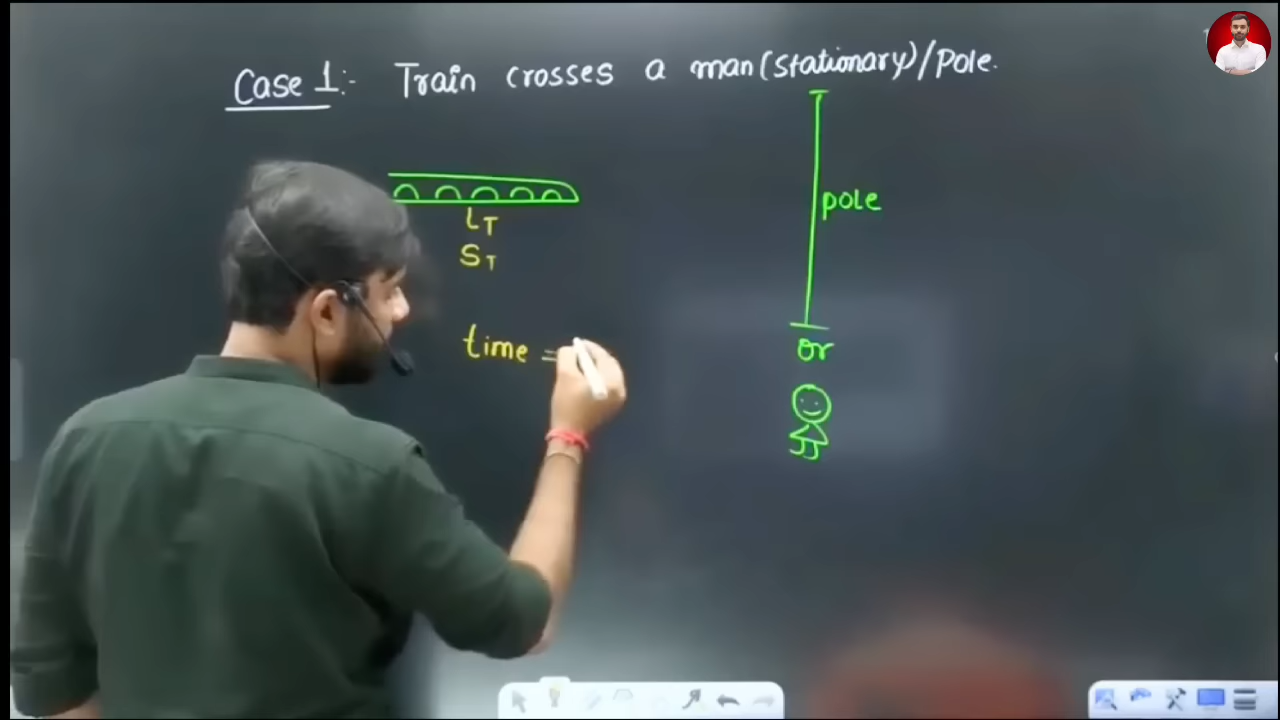 Case 1:- Train crosses a man (stationary)/Pole.
pole
LT
ST
time =
or